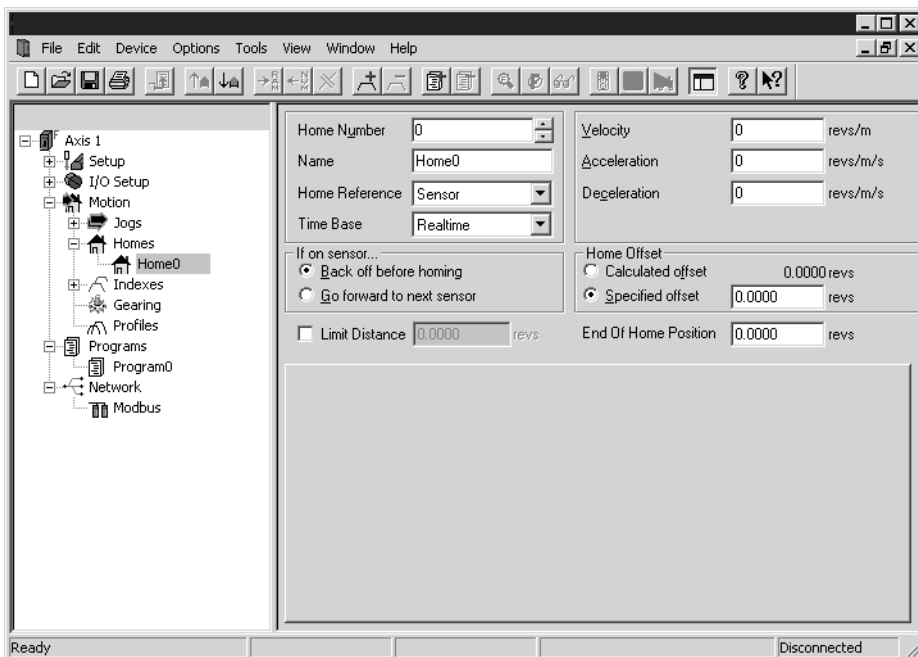 File Edit Device Options Tools View Window Help
Axis 1
Setup
I/O Setup
Motion
Jogs
Homes
Home0
Indexes
Gearing
Profiles
Programs
Program0
Network
Modbus
Home Number 0
Name Home0
Home Reference Sensor
Time Base Realtime
Velocity 0 revs/m
Acceleration 0 revs/m/s
Deceleration 0 revs/m/s
If on sensor...
Back off before homing
Go forward to next sensor
Home Offset
Calculated offset 0.0000 revs
Specified offset 0.0000 revs
Limit Distance 0.0000 revs
End Of Home Position 0.0000 revs
Ready
Disconnected